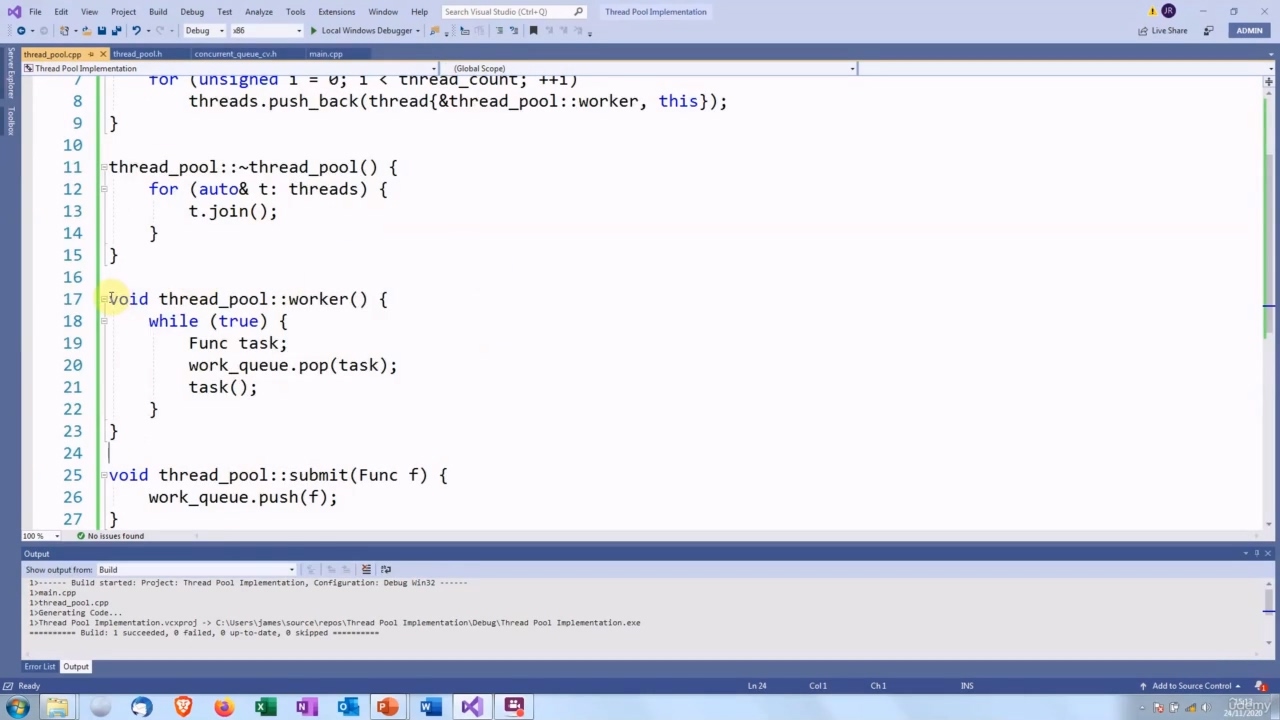 File Edit View Project Build Debug Test Analyze Tools Extensions Window Help Search Visual Studio (Ctrl+Q) Thread Pool Implementation JR
Debug x86 Local Windows Debugger Live Share ADMIN
Server Explorer
Toolbox
thread_pool.cpp thread_pool.h concurrent_queue_cv.h main.cpp
Thread Pool Implementation (Global Scope)
7 for (unsigned i = 0; i < thread_count; ++i)
8 threads.push_back(thread{&thread_pool::worker, this});
9 }
10
11 thread_pool::~thread_pool() {
12 for (auto& t: threads) {
13 t.join();
14 }
15 }
16
17 void thread_pool::worker() {
18 while (true) {
19 Func task;
20 work_queue.pop(task);
21 task();
22 }
23 }
24
25 void thread_pool::submit(Func f) {
26 work_queue.push(f);
27 }
100 % No issues found
Output
Show output from: Build
1>------ Build started: Project: Thread Pool Implementation, Configuration: Debug Win32 ------
1>main.cpp
1>thread_pool.cpp
1>Generating Code...
1>Thread Pool Implementation.vcxproj -> C:\Users\james\source\repos\Thread Pool Implementation\Debug\Thread Pool Implementation.exe
========== Build: 1 succeeded, 0 failed, 0 up-to-date, 0 skipped ==========
Error List Output
Ready Ln 24 Col 1 Ch 1 INS Add to Source Control 1
udemy
24/11/2020